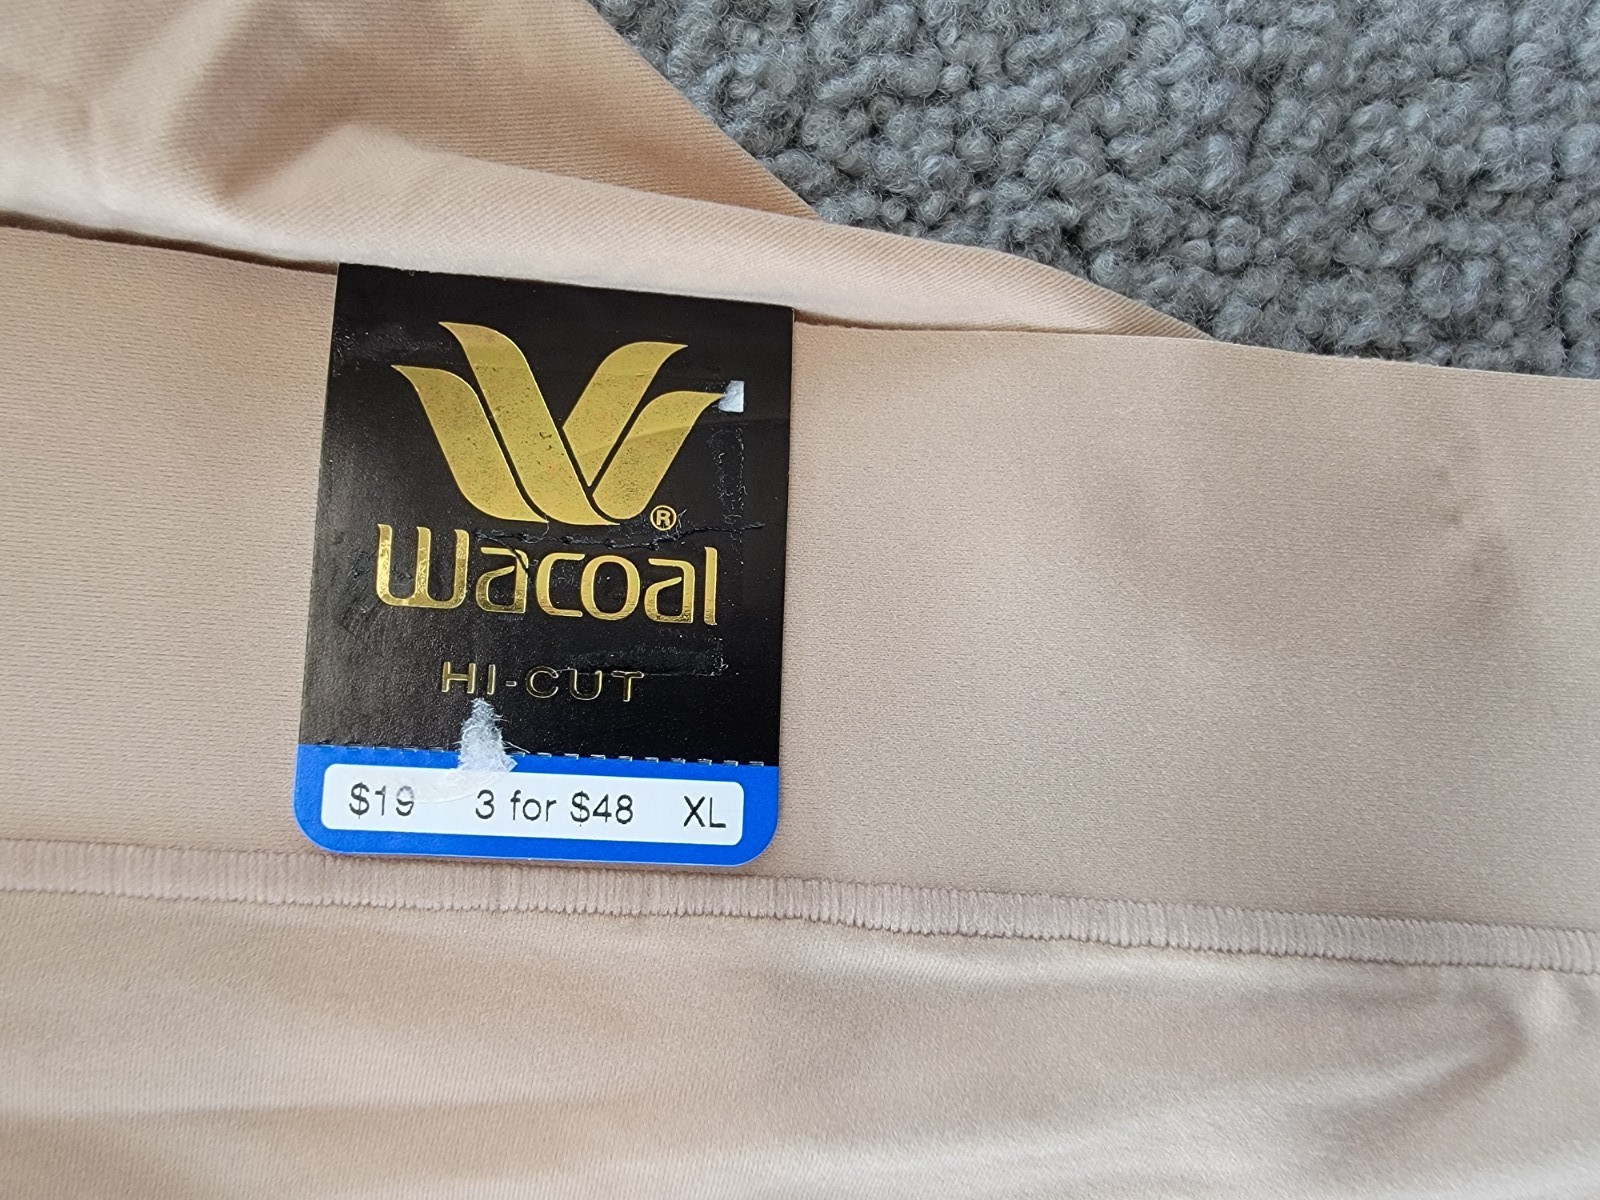 ®
wacoal
HI-CUT
$19 3 for $48 XL